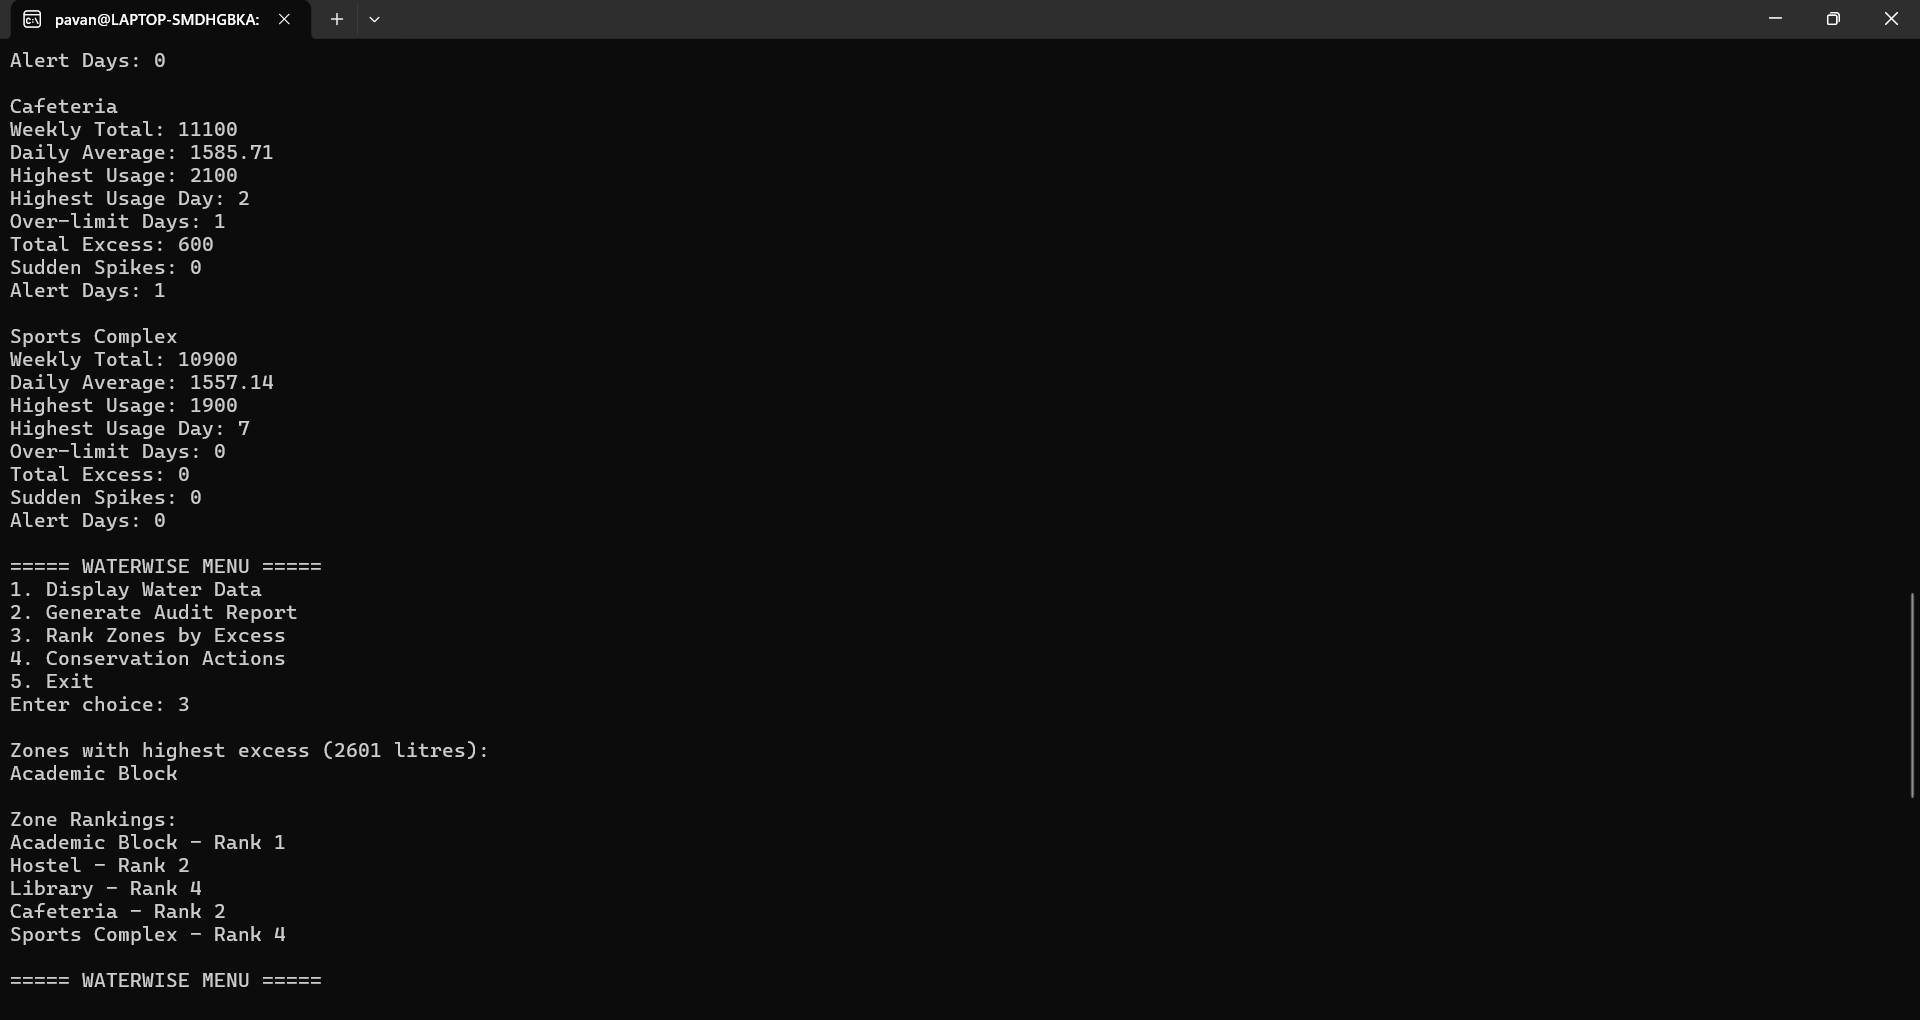 pavan@LAPTOP-SMDHGBKA:
Alert Days: 0
Cafeteria
Weekly Total: 11100
Daily Average: 1585.71
Highest Usage: 2100
Highest Usage Day: 2
Over-limit Days: 1
Total Excess: 600
Sudden Spikes: 0
Alert Days: 1
Sports Complex
Weekly Total: 10900
Daily Average: 1557.14
Highest Usage: 1900
Highest Usage Day: 7
Over-limit Days: 0
Total Excess: 0
Sudden Spikes: 0
Alert Days: 0
===== WATERWISE MENU =====
1. Display Water Data
2. Generate Audit Report
3. Rank Zones by Excess
4. Conservation Actions
5. Exit
Enter choice: 3
Zones with highest excess (2601 litres):
Academic Block
Zone Rankings:
Academic Block - Rank 1
Hostel - Rank 2
Library - Rank 4
Cafeteria - Rank 2
Sports Complex - Rank 4
===== WATERWISE MENU =====